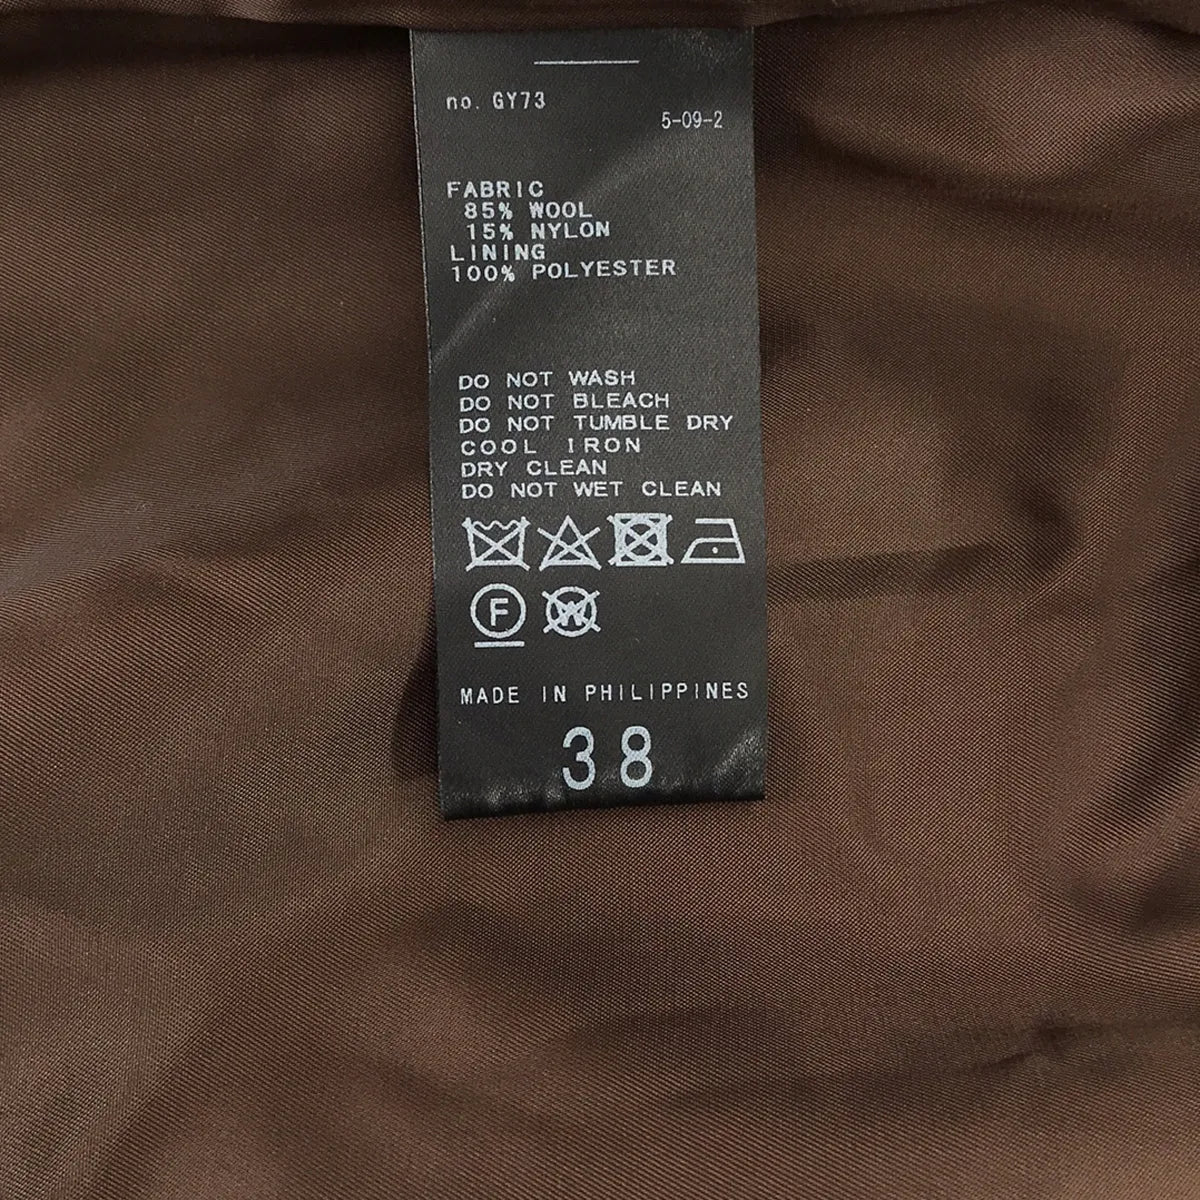 no. GY73
5-09-2
FABRIC
85% WOOL
15% NYLON
LINING
100% POLYESTER
DO NOT WASH
DO NOT BLEACH
DO NOT TUMBLE DRY
COOL IRON
DRY CLEAN
DO NOT WET CLEAN
F W
MADE IN PHILIPPINES
38